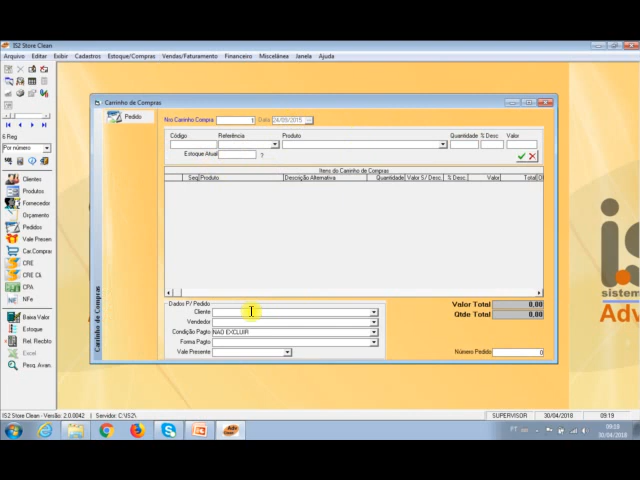 IS2 Store Clean
Arquivo Editar Exibir Cadastros Estoque/Compras Vendas/Faturamento Financeiro Miscelânea Janela Ajuda
6 Reg
Por número
Clientes
Produtos
Fornecedor
Orçamento
Pedidos
Vale Presen
Car.Compra
CRE
CRE Cli
CPA
NFe
Baixa Valor
Estoque
Rel. Recbto
Excel
Pesq. Avan.
Carrinho de Compras
Pedido
Carrinho de Compras
Nro Carrinho Compra 1 Data 24/09/2015
Código Referência Produto Quantidade % Desc Valor
Estoque Atual ?
Itens do Carrinho de Compras
Seq Produto Descrição Alternativa Quantidade Valor S/ Desc. % Desc. Valor Total
Dados P/ Pedido
Cliente
Vendedor
Condição Pagto NAO EXCLUIR
Forma Pagto
Vale Presente
Valor Total 0,00
Qtde Total 0,00
Número Pedido 0
is
sistem
Adv
IS2 Store Clean - Versão: 2.0.0042 Servidor: C:\IS2\ SUPERVISOR 30/04/2018 09:19
PT 09:19
30/04/2018